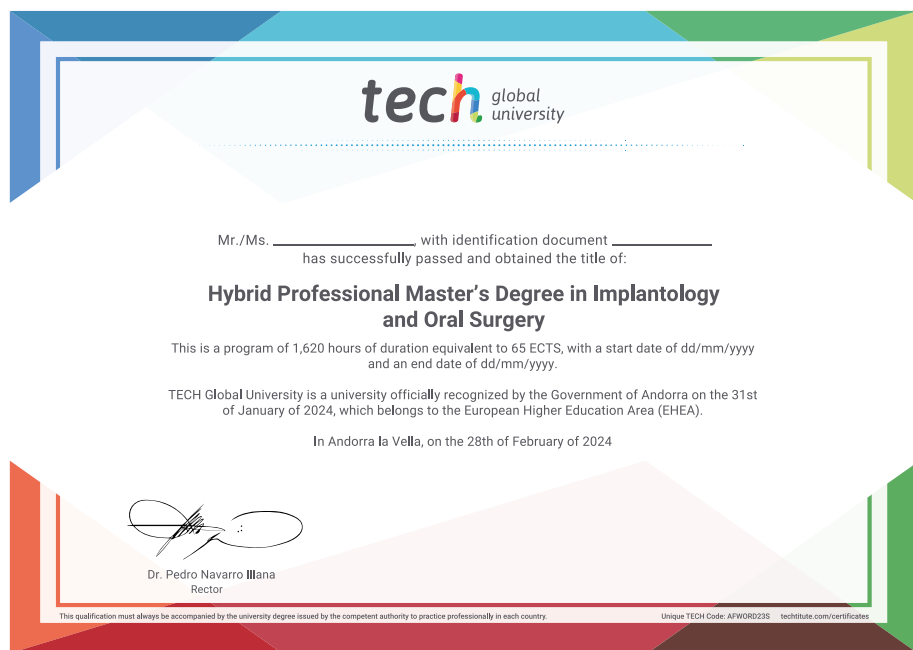 tech global
university
Mr./Ms. ____________________, with identification document ______________
has successfully passed and obtained the title of:
Hybrid Professional Master's Degree in Implantology
and Oral Surgery
This is a program of 1,620 hours of duration equivalent to 65 ECTS, with a start date of dd/mm/yyyy
and an end date of dd/mm/yyyy.
TECH Global University is a university officially recognized by the Government of Andorra on the 31st
of January of 2024, which belongs to the European Higher Education Area (EHEA).
In Andorra la Vella, on the 28th of February of 2024
Dr. Pedro Navarro Illana
Rector
This qualification must always be accompanied by the university degree issued by the competent authority to practice professionally in each country. Unique TECH Code: AFWORD23S techtitute.com/certificates